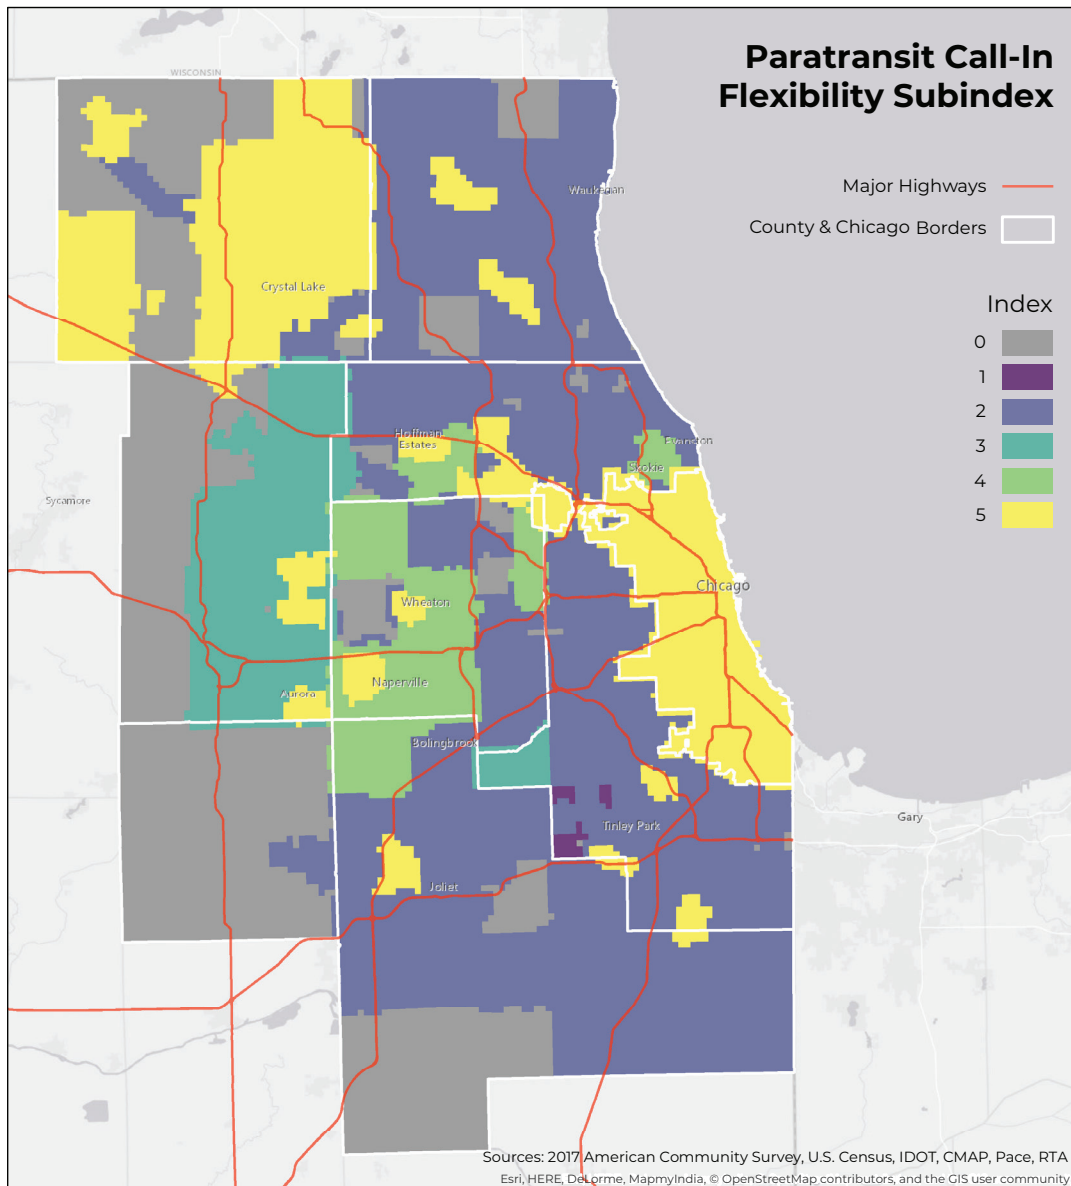 Paratransit Call-In
Flexibility Subindex
WISCONSIN
Major Highways
Waukegan
County & Chicago Borders
Crystal Lake
Index
0
1
2
3
4
5
Hoffman
Estates
Evanston
Skokie
Sycamore
Chicago
Wheaton
Naperville
Aurora
Bolingbrook
Gary
Tinley Park
Joliet
Sources: 2017 American Community Survey, U.S. Census, IDOT, CMAP, Pace, RTA
Esri, HERE, DeLorme, MapmyIndia, © OpenStreetMap contributors, and the GIS user community